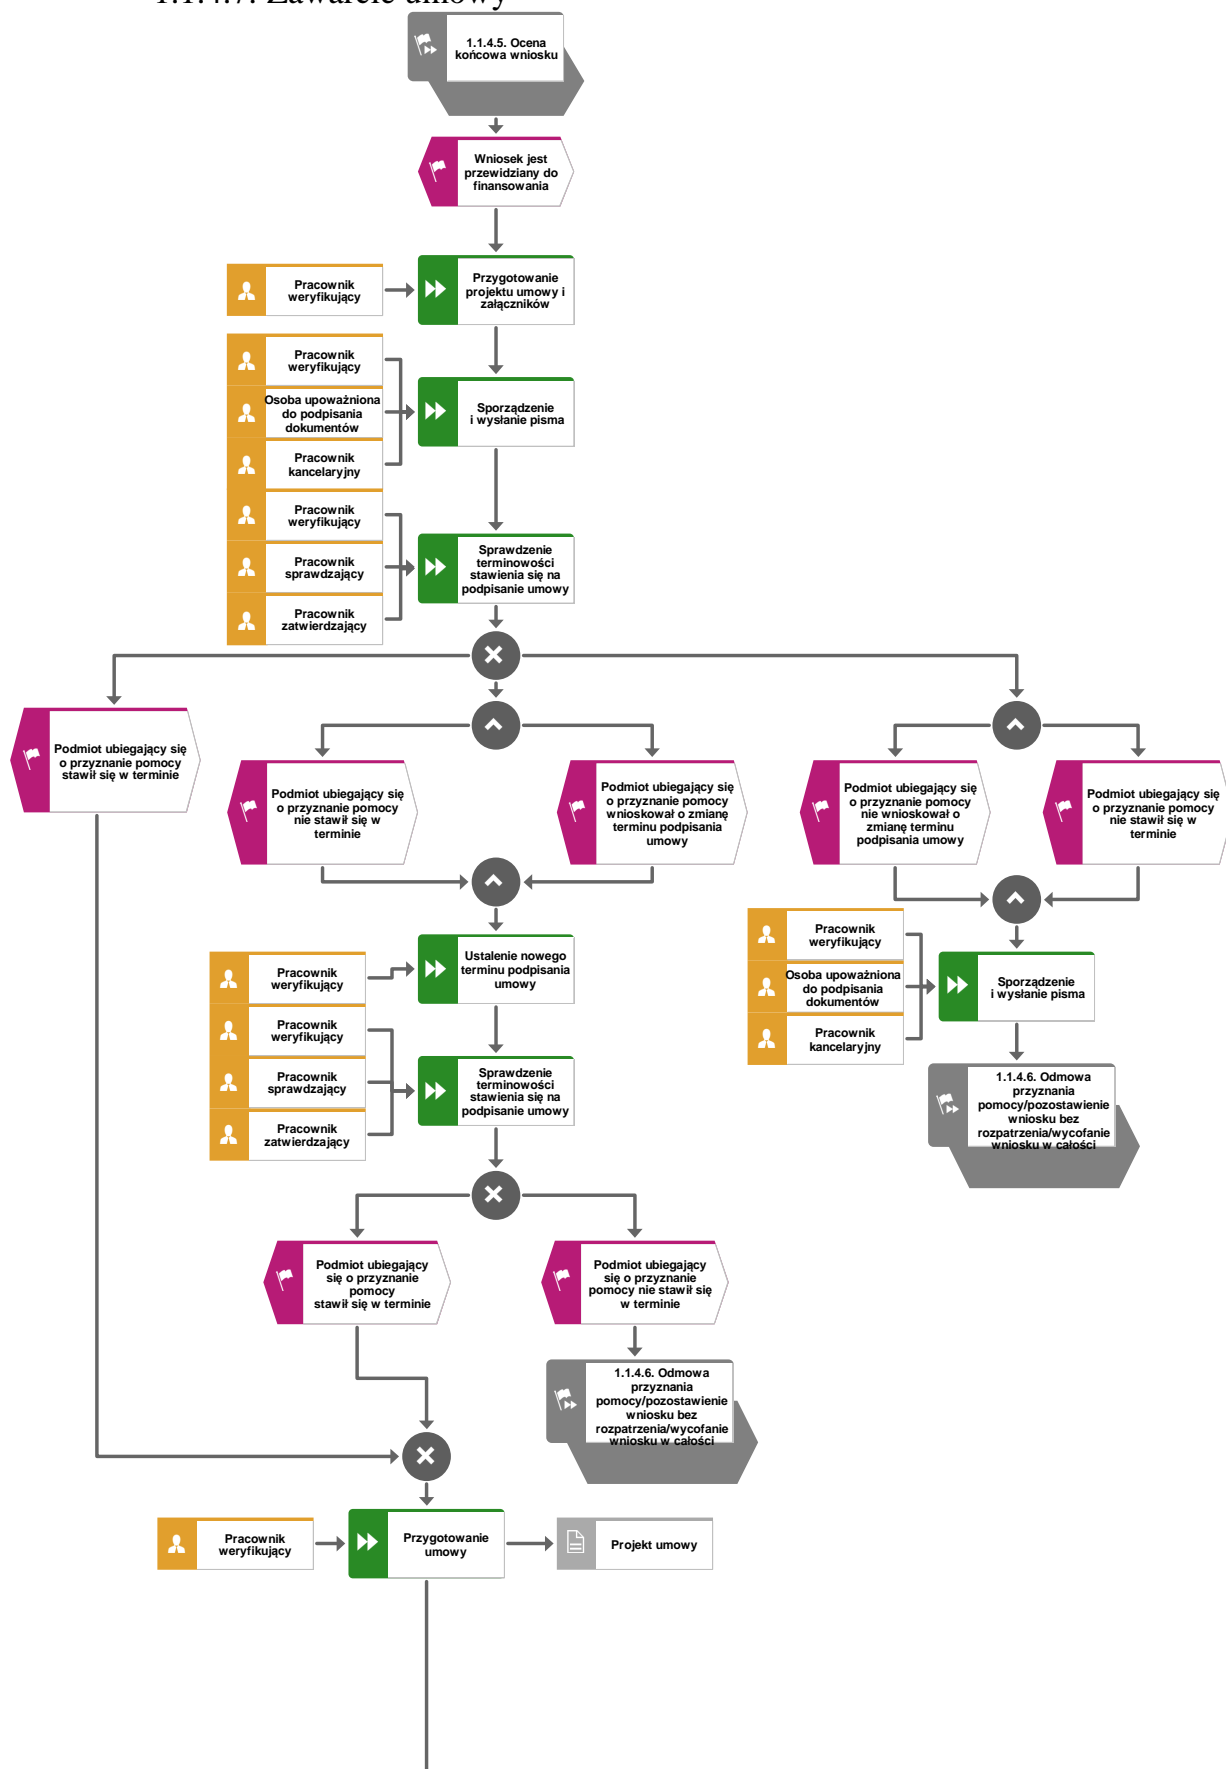 1.1.4.7. Zawarcie umowy
1.1.4.5. Ocena
końcowa wniosku
Wniosek jest
przewidziany do
finansowania
Pracownik
weryfikujący
Przygotowanie
projektu umowy i
załączników
Pracownik
weryfikujący
Osoba upoważniona
do podpisania
dokumentów
Pracownik
kancelaryjny
Sporządzenie
i wysłanie pisma
Pracownik
weryfikujący
Pracownik
sprawdzający
Pracownik
zatwierdzający
Sprawdzenie
terminowości
stawienia się na
podpisanie umowy
Podmiot ubiegający się
o przyznanie pomocy
stawił się w terminie
Podmiot ubiegający się
o przyznanie pomocy
nie stawił się w
terminie
Podmiot ubiegający się
o przyznanie pomocy
wnioskował o zmianę
terminu podpisania
umowy
Podmiot ubiegający się
o przyznanie pomocy
nie wnioskował o
zmianę terminu
podpisania umowy
Podmiot ubiegający się
o przyznanie pomocy
nie stawił się w
terminie
Pracownik
weryfikujący
Ustalenie nowego
terminu podpisania
umowy
Pracownik
weryfikujący
Pracownik
sprawdzający
Pracownik
zatwierdzający
Sprawdzenie
terminowości
stawienia się na
podpisanie umowy
Pracownik
weryfikujący
Osoba upoważniona
do podpisania
dokumentów
Pracownik
kancelaryjny
Sporządzenie
i wysłanie pisma
1.1.4.6. Odmowa
przyznania
pomocy/pozostawienie
wniosku bez
rozpatrzenia/wycofanie
wniosku w całości
Podmiot ubiegający
się o przyznanie
pomocy
stawił się w terminie
Podmiot ubiegający
się o przyznanie
pomocy nie stawił się
w terminie
1.1.4.6. Odmowa
przyznania
pomocy/pozostawienie
wniosku bez
rozpatrzenia/wycofanie
wniosku w całości
Pracownik
weryfikujący
Przygotowanie
umowy
Projekt umowy